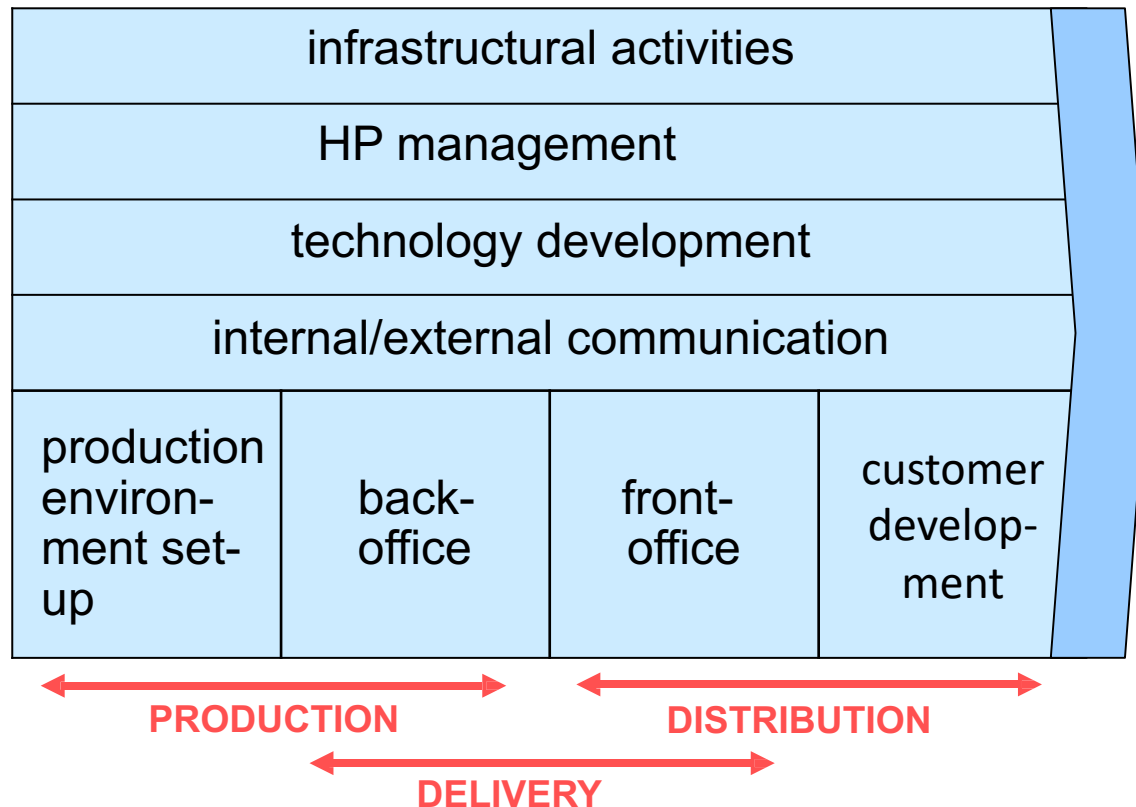 infrastructural activities
HP management
technology development
internal/external communication
production
environ-
ment set-
up
back-
office
front-
office
customer
develop-
ment
PRODUCTION
DISTRIBUTION
DELIVERY